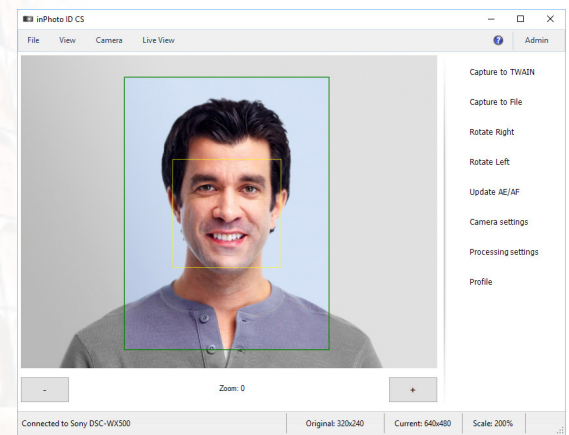 inPhoto ID CS
File View Camera Live View ? Admin
Capture to TWAIN
Capture to File
Rotate Right
Rotate Left
Update AE/AF
Camera settings
Processing settings
Profile
- Zoom: 0 +
Connected to Sony DSC-WX500 Original: 320x240 Current: 640x480 Scale: 200%